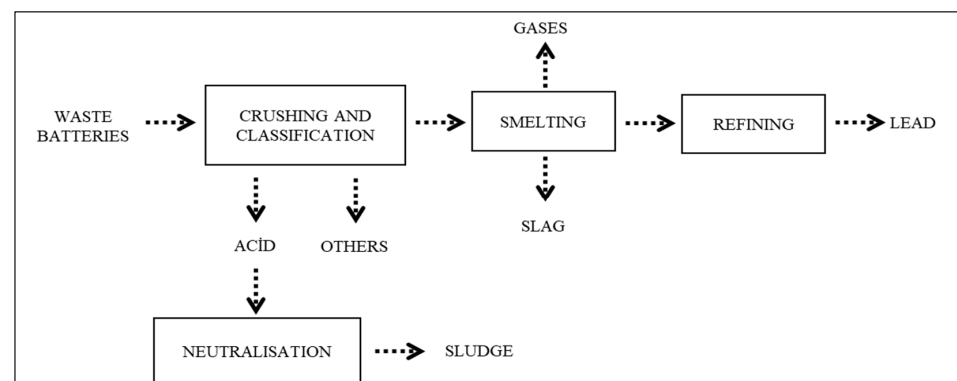 GASES
WASTE
BATTERIES
CRUSHING AND
CLASSIFICATION
SMELTING
REFINING
LEAD
SLAG
ACİD
OTHERS
NEUTRALISATION
SLUDGE